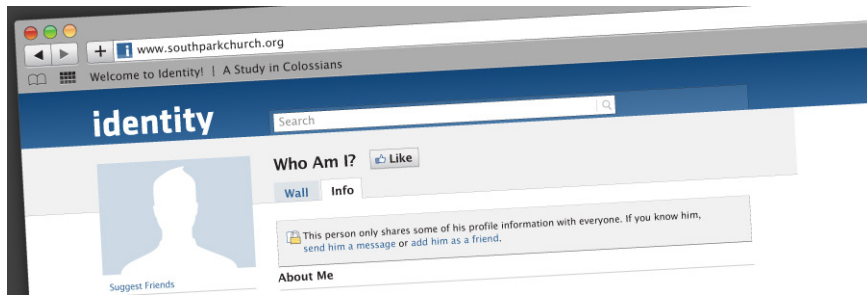 www.southparkchurch.org
Welcome to Identity! | A Study in Colossians
identity
Search
Who Am I? Like
Wall Info
This person only shares some of his profile information with everyone. If you know him,
send him a message or add him as a friend.
Suggest Friends
About Me